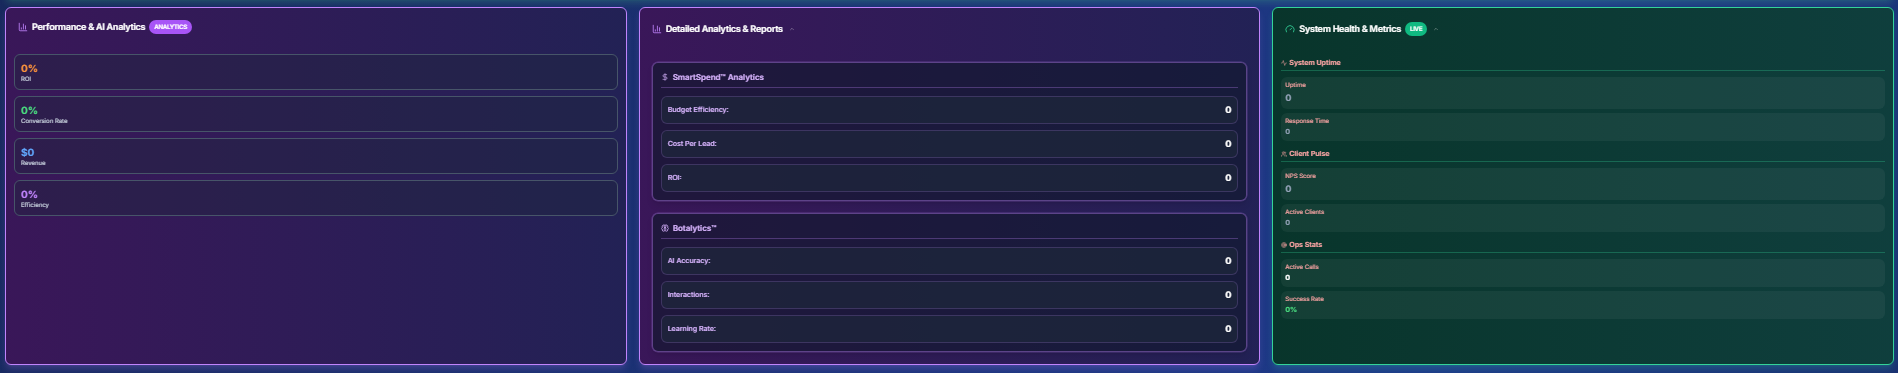 Performance & AI Analytics ANALYTICS
0%
ROI
0%
Conversion Rate
$0
Revenue
0%
Efficiency
Detailed Analytics & Reports
SmartSpend™ Analytics
Budget Efficiency: 0
Cost Per Lead: 0
ROI: 0
Botalytics™
AI Accuracy: 0
Interactions: 0
Learning Rate: 0
System Health & Metrics LIVE
System Uptime
Uptime
0
Response Time
0
Client Pulse
NPS Score
0
Active Clients
0
Ops Stats
Active Calls
0
Success Rate
0%